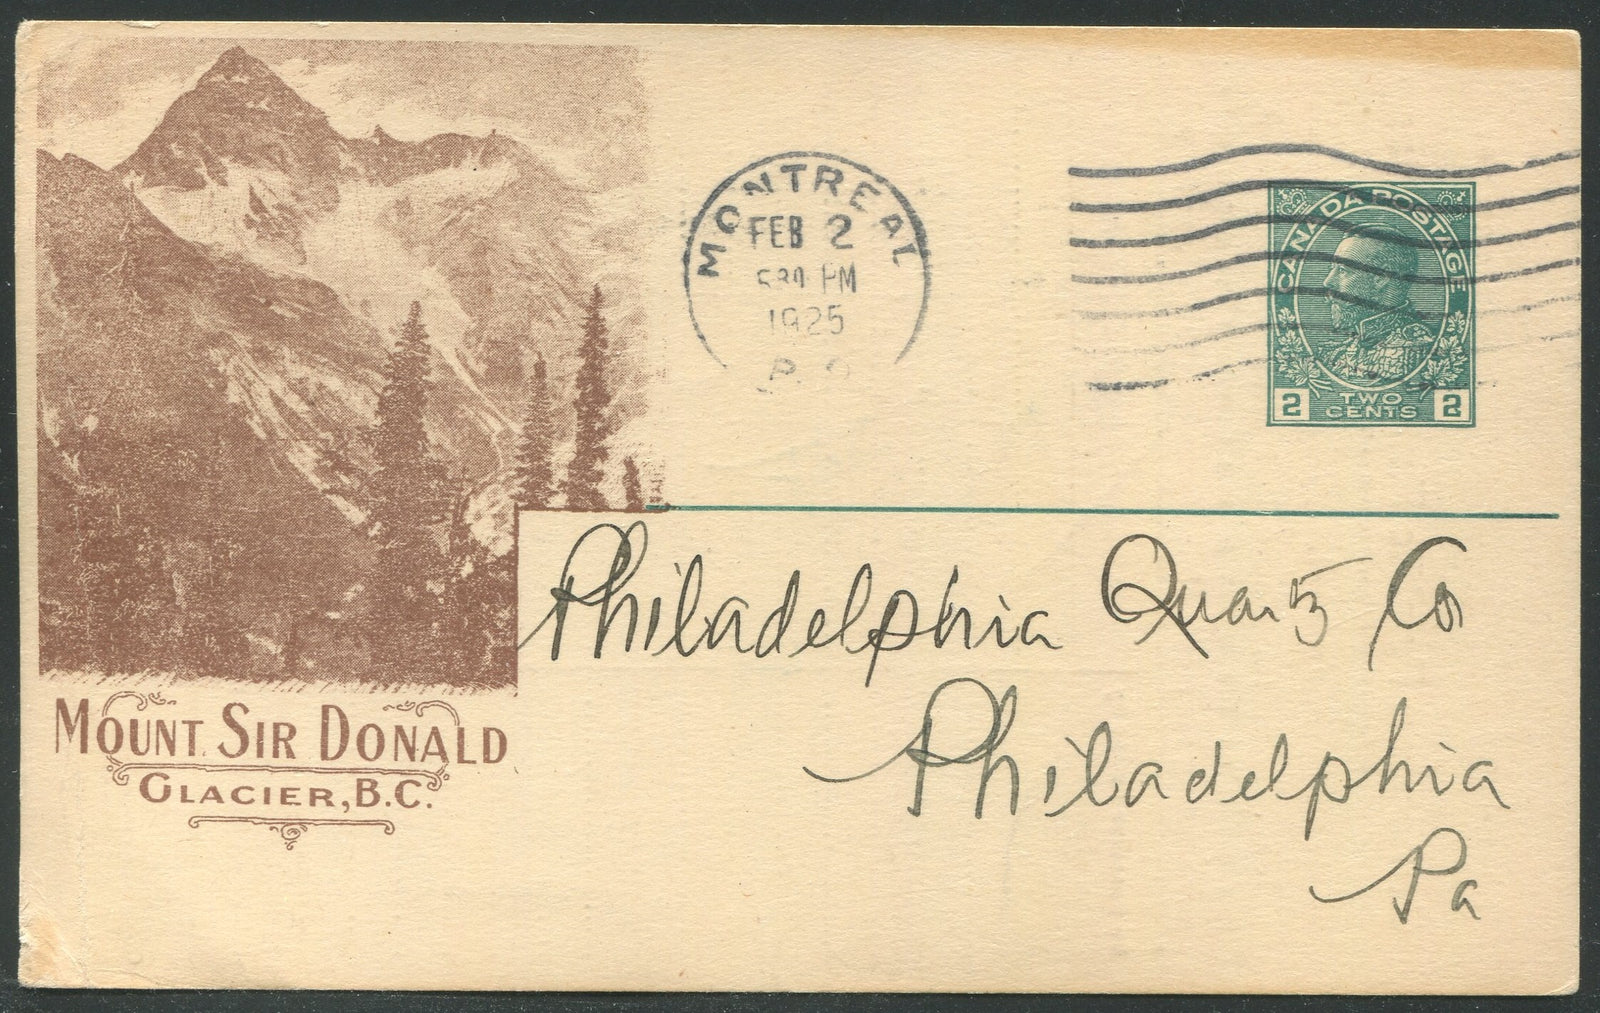 MONTREAL
FEB 2
530 PM
1925
P. Q
CANADA POSTAGE
2 TWO CENTS 2
Philadelphia Quartz Co
Philadelphia
Pa
MOUNT SIR DONALD
GLACIER, B.C.